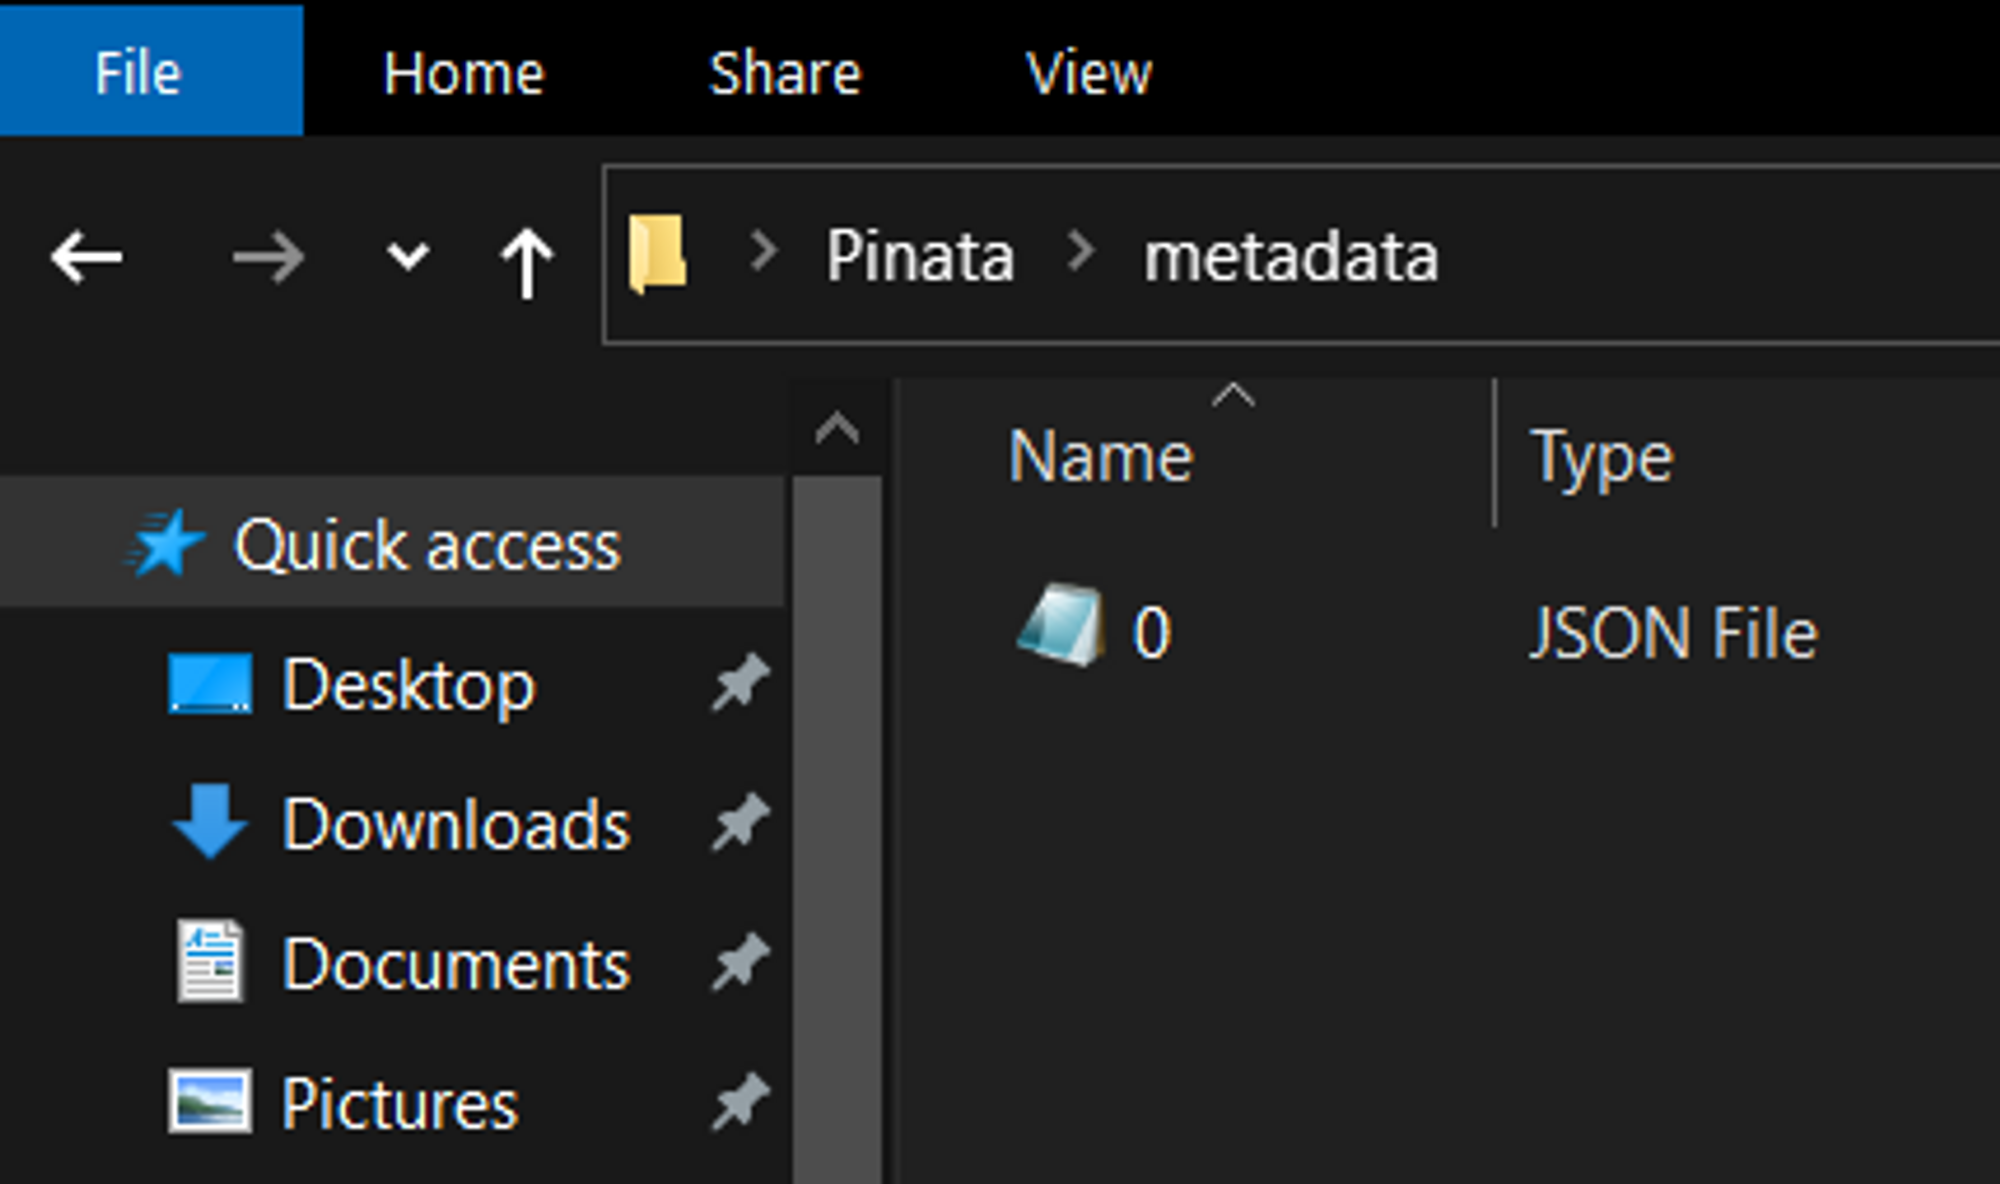 File Home Share View
Pinata metadata
Name Type
Quick access
0 JSON File
Desktop
Downloads
Documents
Pictures